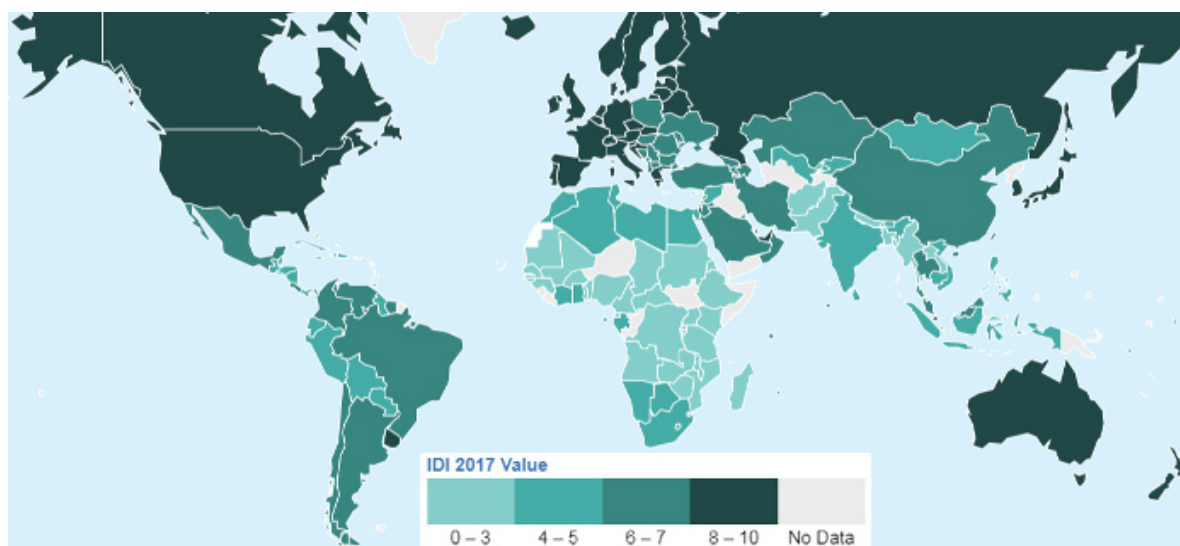 IDI 2017 Value
0 – 3 4 – 5 6 – 7 8 – 10 No Data